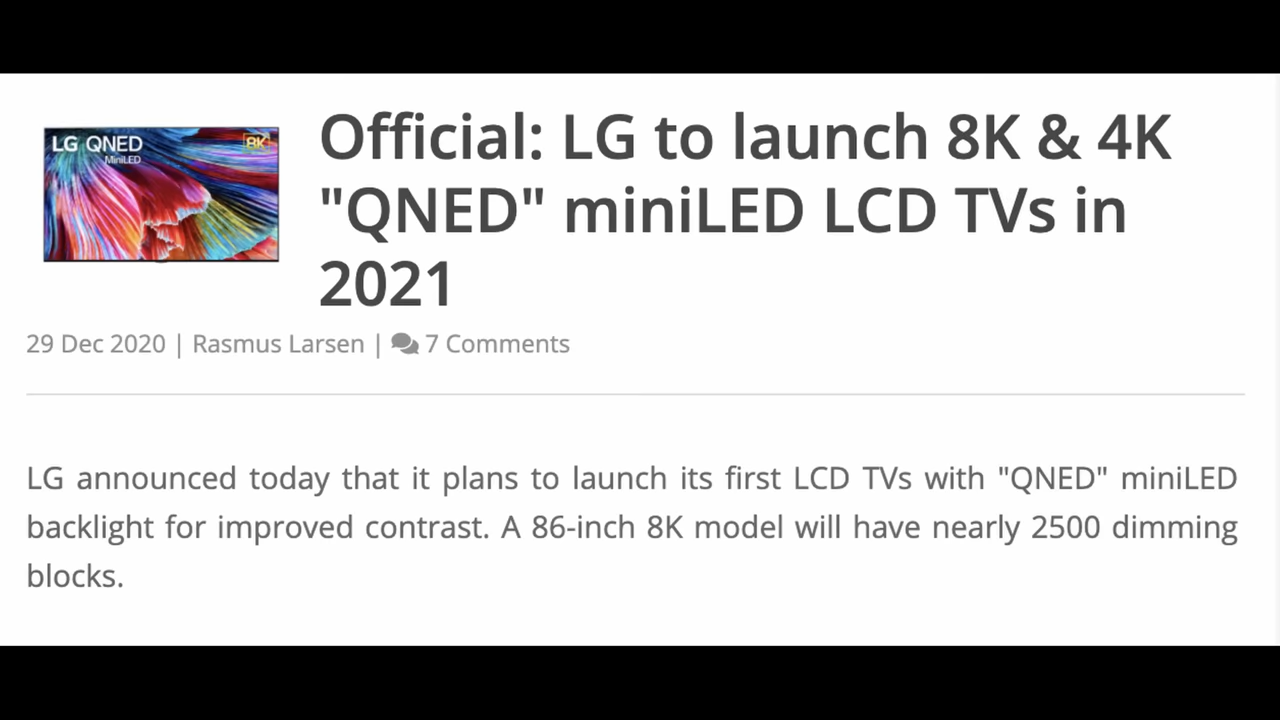 LG QNED
MiniLED
8K
Official: LG to launch 8K & 4K
"QNED" miniLED LCD TVs in
2021
29 Dec 2020 | Rasmus Larsen | 7 Comments
LG announced today that it plans to launch its first LCD TVs with "QNED" miniLED
backlight for improved contrast. A 86-inch 8K model will have nearly 2500 dimming
blocks.